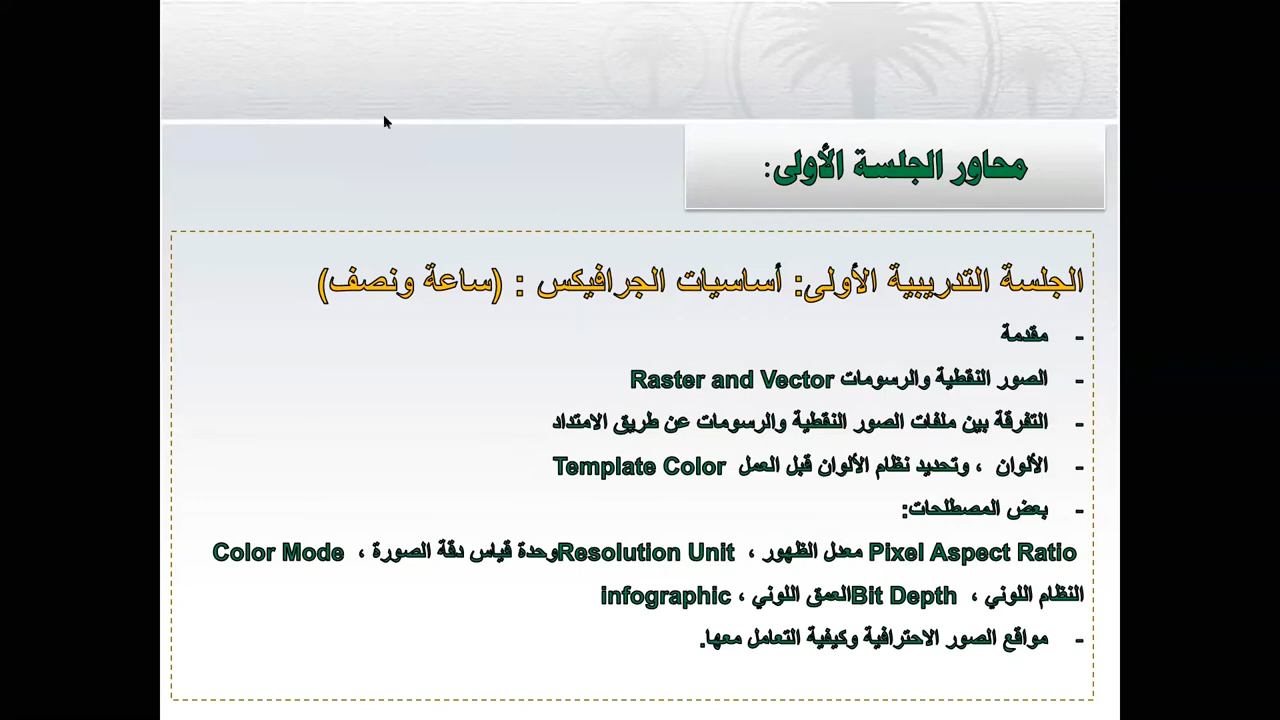 محاور الجلسة الأولى:
الجلسة التدريبية الأولى: أساسيات الجرافيكس : (ساعة ونصف)
- مقدمة
- الصور النقطية والرسومات Raster and Vector
- التفرقة بين ملفات الصور النقطية والرسومات عن طريق الامتداد
- الألوان ، وتحديد نظام الألوان قبل العمل Template Color
- بعض المصطلحات:
Pixel Aspect Ratio معدل الظهور ، Resolution Unitوحدة قياس دقة الصورة ، Color Mode
النظام اللوني ، Bit Depthالعمق اللوني ، infographic
- مواقع الصور الاحترافية وكيفية التعامل معها.